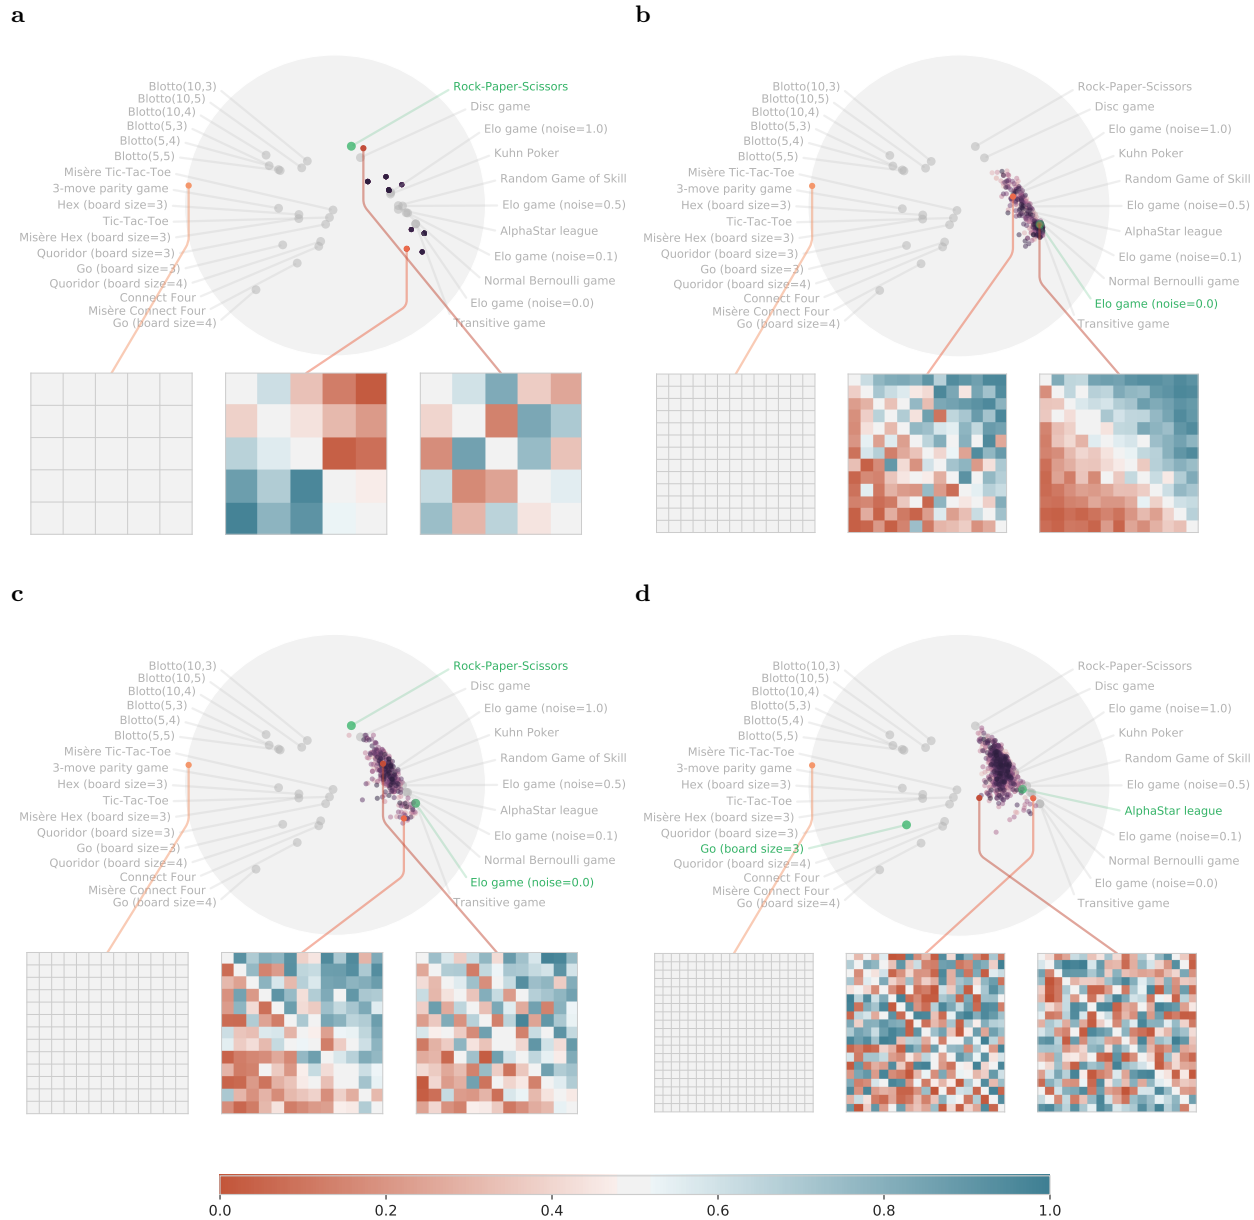 a
Blotto(10,3)
Blotto(10,5)
Blotto(10,4)
Blotto(5,3)
Blotto(5,4)
Blotto(5,5)
Misère Tic-Tac-Toe
3-move parity game
Hex (board size=3)
Tic-Tac-Toe
Misère Hex (board size=3)
Quoridor (board size=3)
Go (board size=3)
Quoridor (board size=4)
Connect Four
Misère Connect Four
Go (board size=4)
Rock-Paper-Scissors
Disc game
Elo game (noise=1.0)
Kuhn Poker
Random Game of Skill
Elo game (noise=0.5)
AlphaStar league
Elo game (noise=0.1)
Normal Bernoulli game
Elo game (noise=0.0)
Transitive game
b
Blotto(10,3)
Blotto(10,5)
Blotto(10,4)
Blotto(5,3)
Blotto(5,4)
Blotto(5,5)
Misère Tic-Tac-Toe
3-move parity game
Hex (board size=3)
Tic-Tac-Toe
Misère Hex (board size=3)
Quoridor (board size=3)
Go (board size=3)
Quoridor (board size=4)
Connect Four
Misère Connect Four
Go (board size=4)
Rock-Paper-Scissors
Disc game
Elo game (noise=1.0)
Kuhn Poker
Random Game of Skill
Elo game (noise=0.5)
AlphaStar league
Elo game (noise=0.1)
Normal Bernoulli game
Elo game (noise=0.0)
Transitive game
c
Blotto(10,3)
Blotto(10,5)
Blotto(10,4)
Blotto(5,3)
Blotto(5,4)
Blotto(5,5)
Misère Tic-Tac-Toe
3-move parity game
Hex (board size=3)
Tic-Tac-Toe
Misère Hex (board size=3)
Quoridor (board size=3)
Go (board size=3)
Quoridor (board size=4)
Connect Four
Misère Connect Four
Go (board size=4)
Rock-Paper-Scissors
Disc game
Elo game (noise=1.0)
Kuhn Poker
Random Game of Skill
Elo game (noise=0.5)
AlphaStar league
Elo game (noise=0.1)
Normal Bernoulli game
Elo game (noise=0.0)
Transitive game
d
Blotto(10,3)
Blotto(10,5)
Blotto(10,4)
Blotto(5,3)
Blotto(5,4)
Blotto(5,5)
Misère Tic-Tac-Toe
3-move parity game
Hex (board size=3)
Tic-Tac-Toe
Misère Hex (board size=3)
Quoridor (board size=3)
Go (board size=3)
Quoridor (board size=4)
Connect Four
Misère Connect Four
Go (board size=4)
Rock-Paper-Scissors
Disc game
Elo game (noise=1.0)
Kuhn Poker
Random Game of Skill
Elo game (noise=0.5)
AlphaStar league
Elo game (noise=0.1)
Normal Bernoulli game
Elo game (noise=0.0)
Transitive game
0.0 0.2 0.4 0.6 0.8 1.0